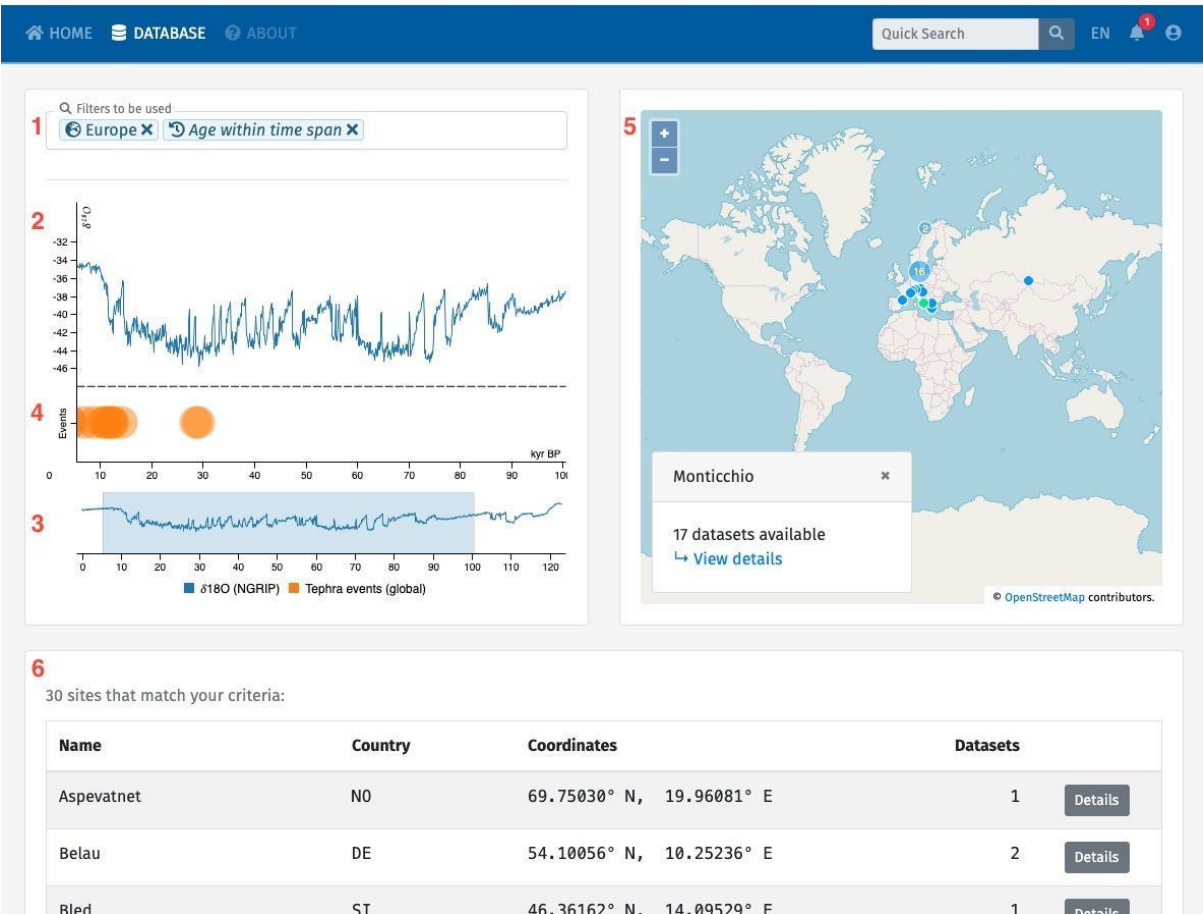 HOME DATABASE ABOUT Quick Search EN 1
1
Filters to be used
Europe × Age within time span ×
2
δ¹⁸O
-32
-34
-36
-38
-40
-42
-44
-46
4
Events
kyr BP
0 10 20 30 40 50 60 70 80 90 10
3
0 10 20 30 40 50 60 70 80 90 100 110 120
δ18O (NGRIP) Tephra events (global)
5
+
−
2
16
Monticchio ×
17 datasets available
↳ View details
© OpenStreetMap contributors.
6
30 sites that match your criteria:
Name Country Coordinates Datasets
Aspevatnet NO 69.75030° N, 19.96081° E 1 Details
Belau DE 54.10056° N, 10.25236° E 2 Details
Bled SI 46.36162° N, 14.09529° E 1 Details